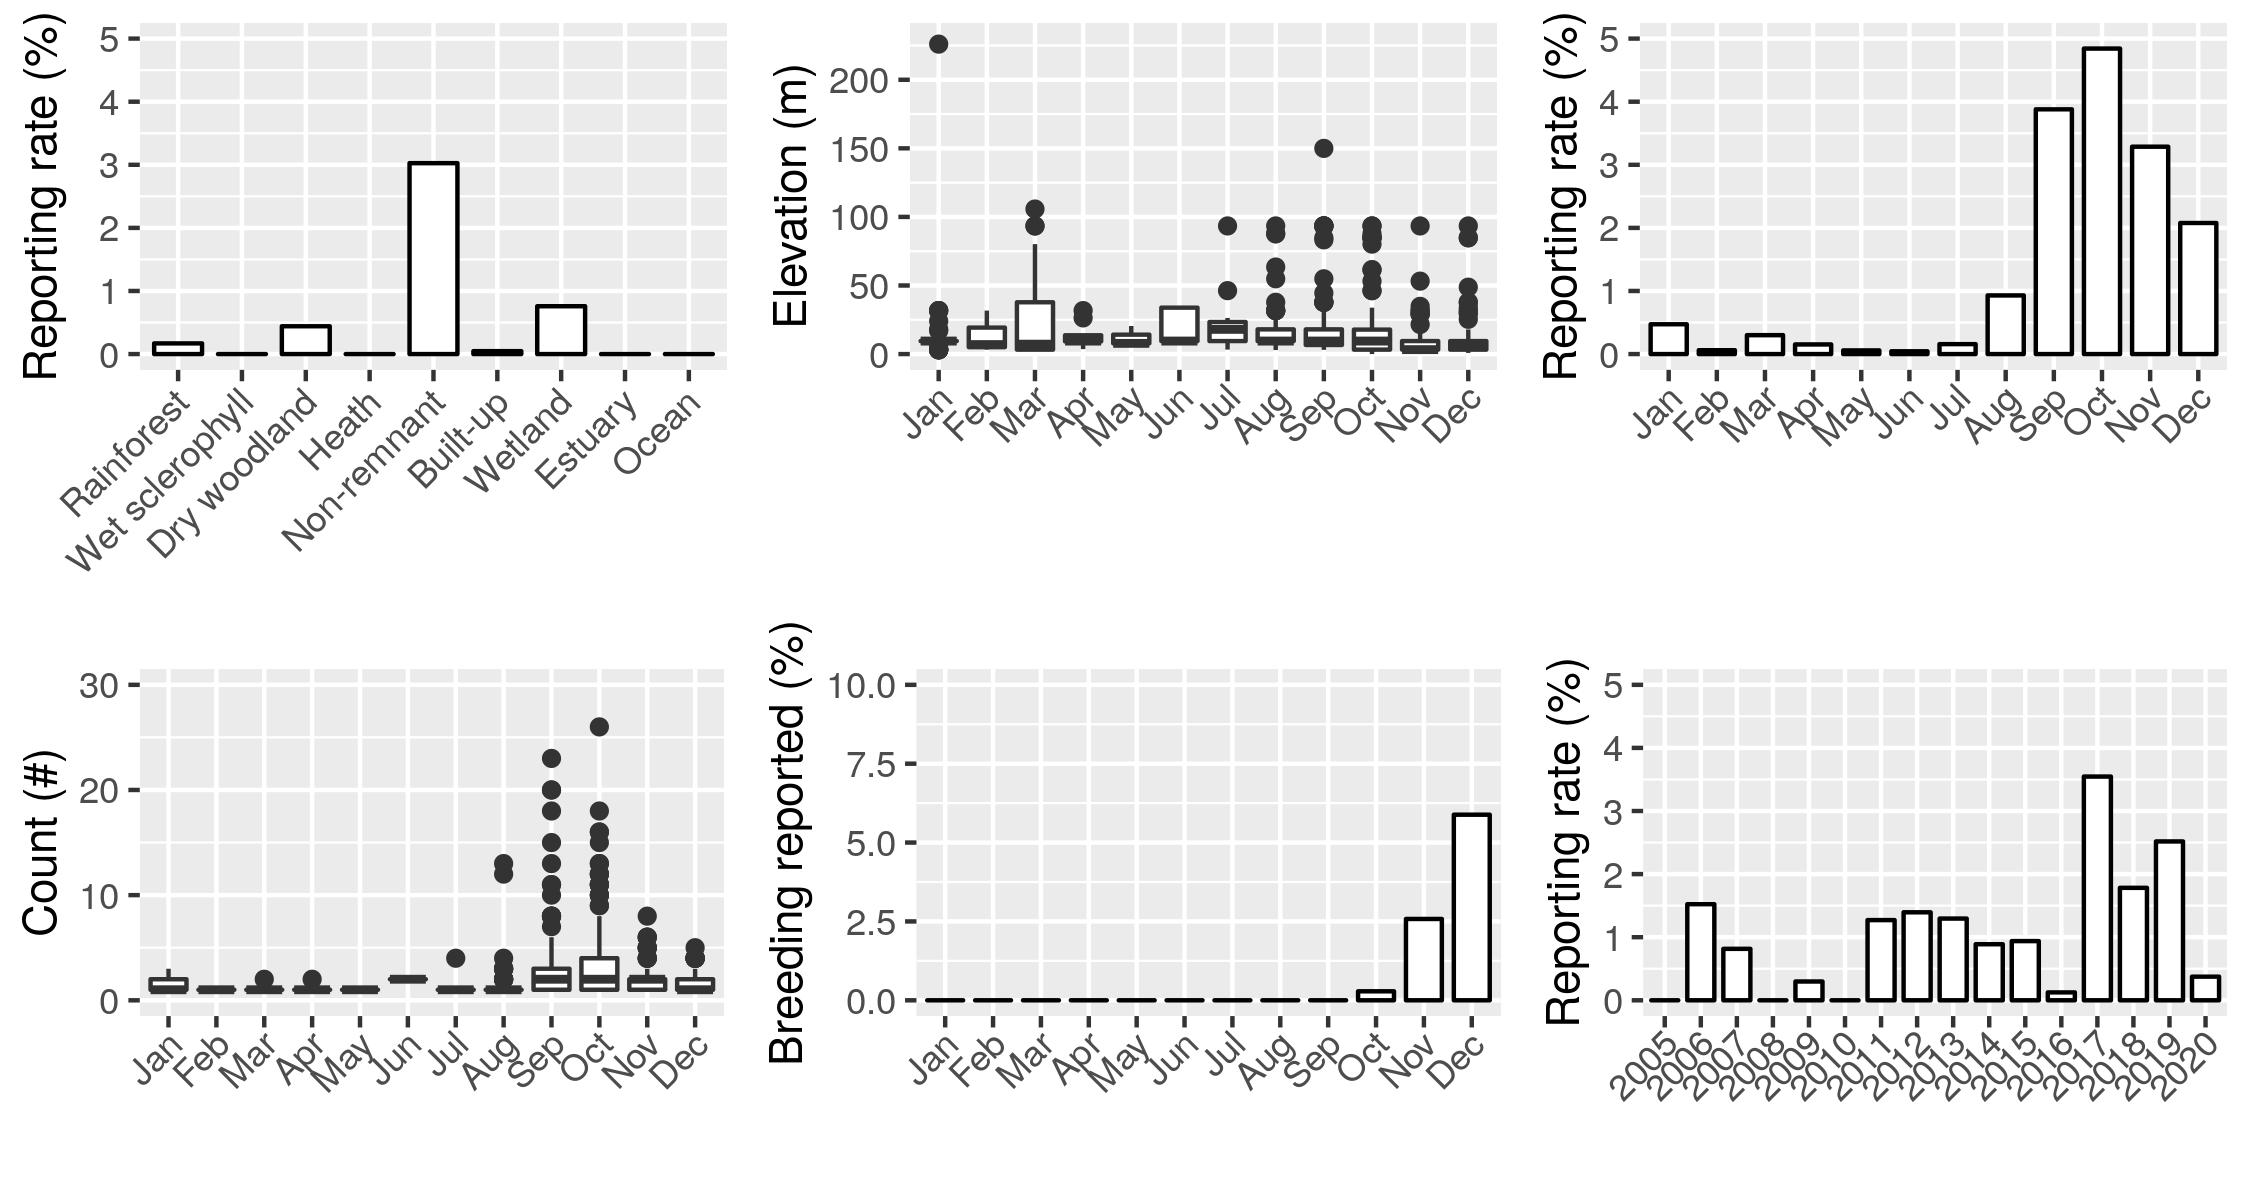 Reporting rate (%)
5
4
3
2
1
0
Rainforest
Wet sclerophyll
Dry woodland
Heath
Non-remnant
Built-up
Wetland
Estuary
Ocean
Elevation (m)
200
150
100
50
0
Jan
Feb
Mar
Apr
May
Jun
Jul
Aug
Sep
Oct
Nov
Dec
Reporting rate (%)
5
4
3
2
1
0
Jan
Feb
Mar
Apr
May
Jun
Jul
Aug
Sep
Oct
Nov
Dec
Count (#)
30
20
10
0
Jan
Feb
Mar
Apr
May
Jun
Jul
Aug
Sep
Oct
Nov
Dec
Breeding reported (%)
10.0
7.5
5.0
2.5
0.0
Jan
Feb
Mar
Apr
May
Jun
Jul
Aug
Sep
Oct
Nov
Dec
Reporting rate (%)
5
4
3
2
1
0
2005
2006
2007
2008
2009
2010
2011
2012
2013
2014
2015
2016
2017
2018
2019
2020